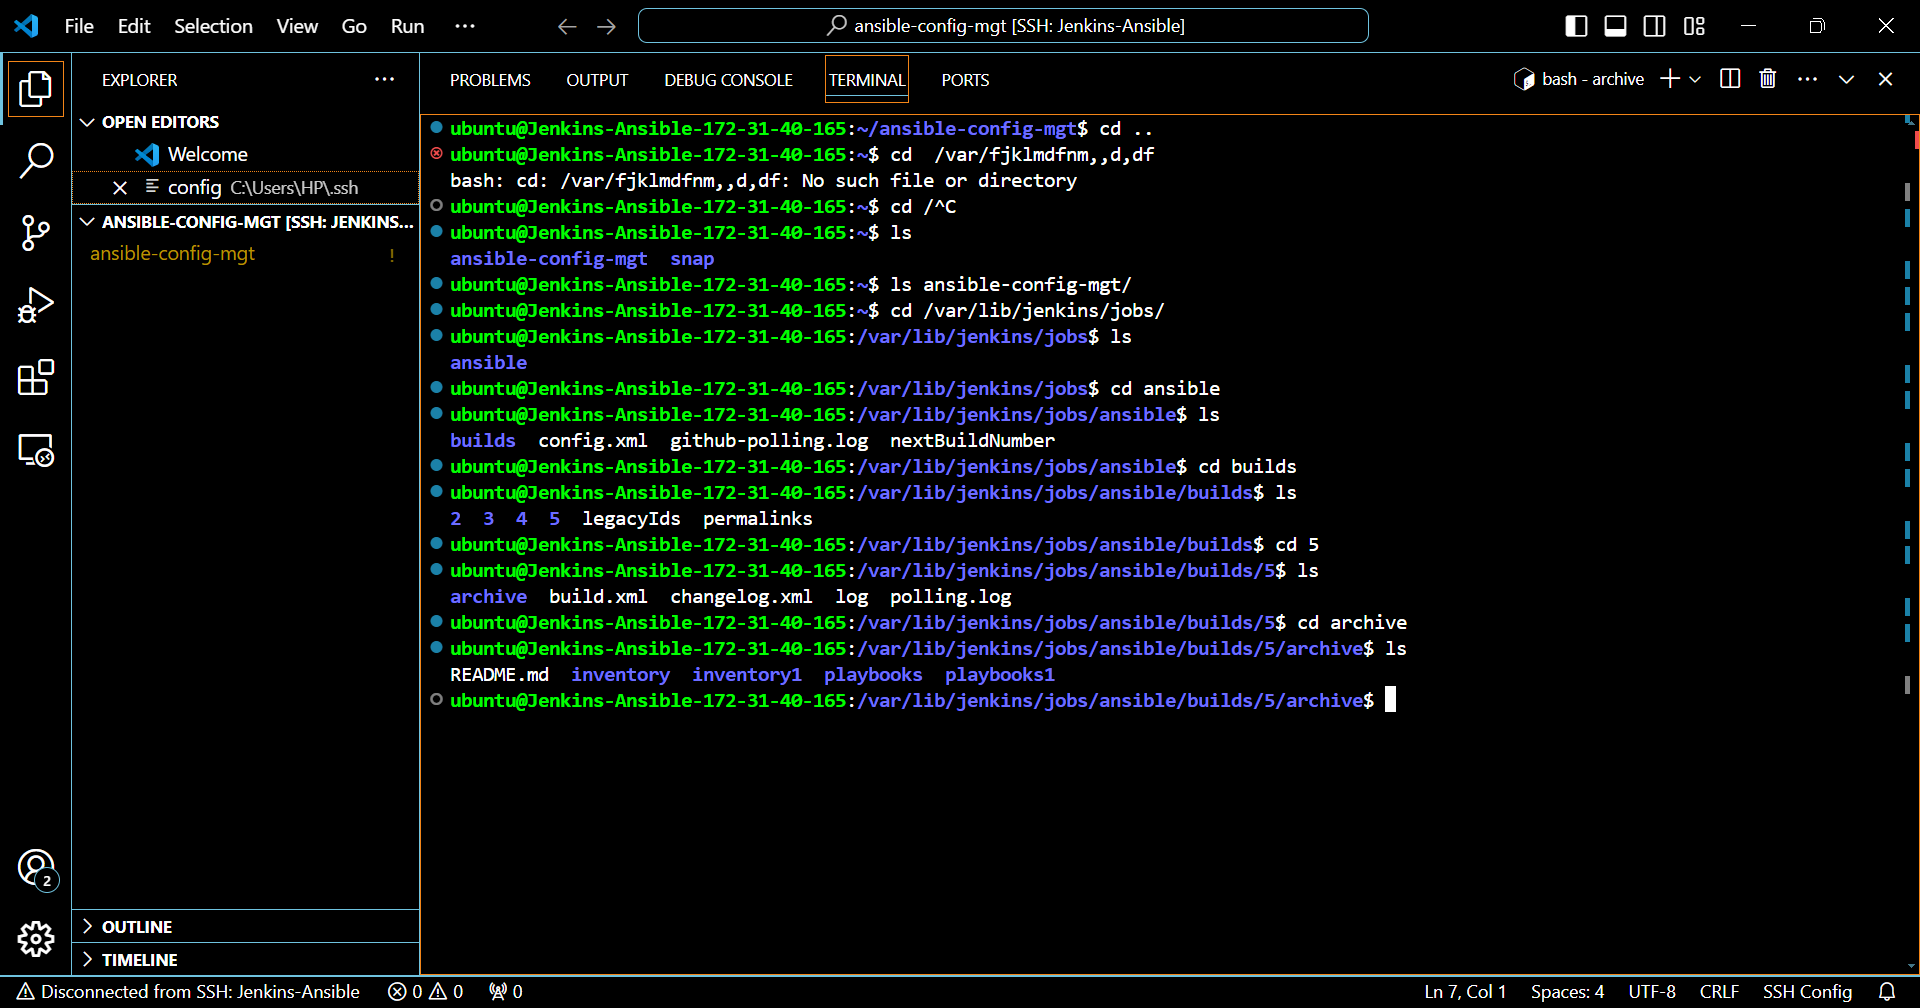 File Edit Selection View Go Run ··· ansible-config-mgt [SSH: Jenkins-Ansible]
EXPLORER ···
OPEN EDITORS
Welcome
config C:\Users\HP\.ssh
ANSIBLE-CONFIG-MGT [SSH: JENKINS...
ansible-config-mgt !
OUTLINE
TIMELINE
2
PROBLEMS OUTPUT DEBUG CONSOLE TERMINAL PORTS bash - archive
ubuntu@Jenkins-Ansible-172-31-40-165:~/ansible-config-mgt$ cd ..
ubuntu@Jenkins-Ansible-172-31-40-165:~$ cd  /var/fjklmdfnm,,d,df
bash: cd: /var/fjklmdfnm,,d,df: No such file or directory
ubuntu@Jenkins-Ansible-172-31-40-165:~$ cd /^C
ubuntu@Jenkins-Ansible-172-31-40-165:~$ ls
ansible-config-mgt  snap
ubuntu@Jenkins-Ansible-172-31-40-165:~$ ls ansible-config-mgt/
ubuntu@Jenkins-Ansible-172-31-40-165:~$ cd /var/lib/jenkins/jobs/
ubuntu@Jenkins-Ansible-172-31-40-165:/var/lib/jenkins/jobs$ ls
ansible
ubuntu@Jenkins-Ansible-172-31-40-165:/var/lib/jenkins/jobs$ cd ansible
ubuntu@Jenkins-Ansible-172-31-40-165:/var/lib/jenkins/jobs/ansible$ ls
builds  config.xml  github-polling.log  nextBuildNumber
ubuntu@Jenkins-Ansible-172-31-40-165:/var/lib/jenkins/jobs/ansible$ cd builds
ubuntu@Jenkins-Ansible-172-31-40-165:/var/lib/jenkins/jobs/ansible/builds$ ls
2  3  4  5  legacyIds  permalinks
ubuntu@Jenkins-Ansible-172-31-40-165:/var/lib/jenkins/jobs/ansible/builds$ cd 5
ubuntu@Jenkins-Ansible-172-31-40-165:/var/lib/jenkins/jobs/ansible/builds/5$ ls
archive  build.xml  changelog.xml  log  polling.log
ubuntu@Jenkins-Ansible-172-31-40-165:/var/lib/jenkins/jobs/ansible/builds/5$ cd archive
ubuntu@Jenkins-Ansible-172-31-40-165:/var/lib/jenkins/jobs/ansible/builds/5/archive$ ls
README.md  inventory  inventory1  playbooks  playbooks1
ubuntu@Jenkins-Ansible-172-31-40-165:/var/lib/jenkins/jobs/ansible/builds/5/archive$
Disconnected from SSH: Jenkins-Ansible 0 0 0 Ln 7, Col 1 Spaces: 4 UTF-8 CRLF SSH Config